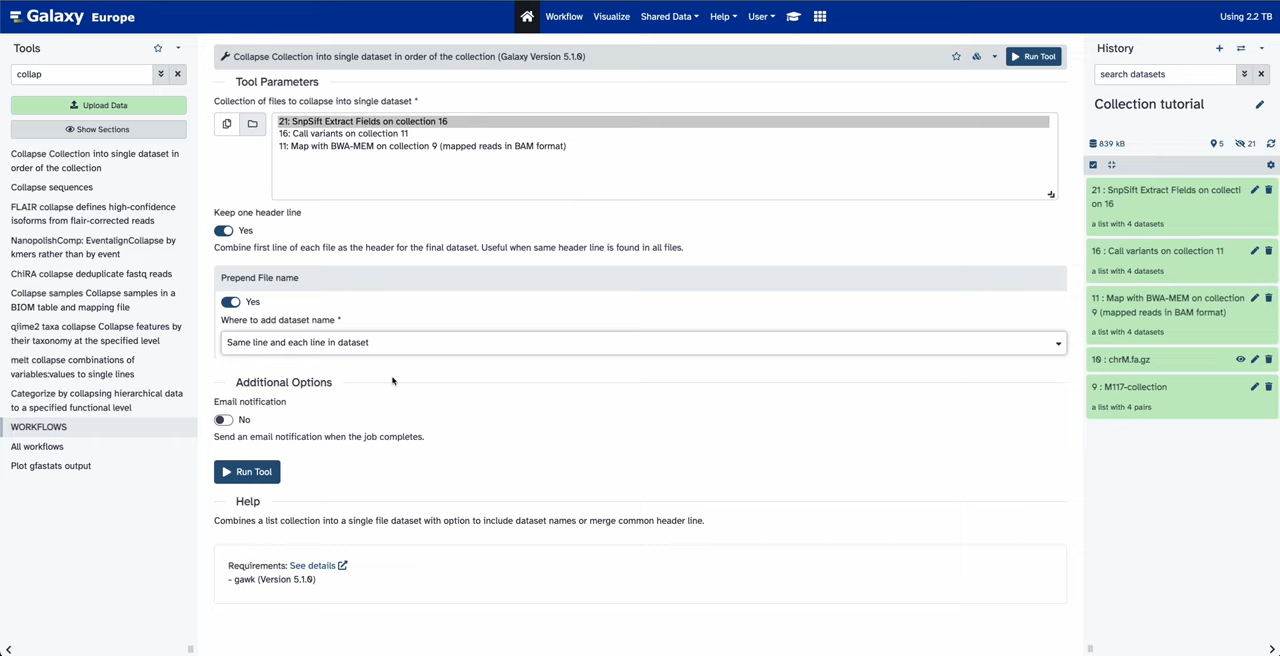 Galaxy Europe
Workflow Visualize Shared Data Help User
Using 2.2 TB
Tools
collap
Upload Data
Show Sections
Collapse Collection into single dataset in
order of the collection
Collapse sequences
FLAIR collapse defines high-confidence
isoforms from flair-corrected reads
NanopolishComp: EventalignCollapse by
kmers rather than by event
ChiRA collapse deduplicate fastq reads
Collapse samples Collapse samples in a
BIOM table and mapping file
qiime2 taxa collapse Collapse features by
their taxonomy at the specified level
melt collapse combinations of
variables:values to single lines
Categorize by collapsing hierarchical data
to a specified functional level
WORKFLOWS
All workflows
Plot gfastats output
Collapse Collection into single dataset in order of the collection (Galaxy Version 5.1.0)
Run Tool
Tool Parameters
Collection of files to collapse into single dataset *
21: SnpSift Extract Fields on collection 16
16: Call variants on collection 11
11: Map with BWA-MEM on collection 9 (mapped reads in BAM format)
Keep one header line
Yes
Combine first line of each file as the header for the final dataset. Useful when same header line is found in all files.
Prepend File name
Yes
Where to add dataset name *
Same line and each line in dataset
Additional Options
Email notification
No
Send an email notification when the job completes.
Run Tool
Help
Combines a list collection into a single file dataset with option to include dataset names or merge common header line.
Requirements: See details
- gawk (Version 5.1.0)
History
search datasets
Collection tutorial
839 kB
5
21
21 : SnpSift Extract Fields on collecti
on 16
a list with 4 datasets
16 : Call variants on collection 11
a list with 4 datasets
11 : Map with BWA-MEM on collection
9 (mapped reads in BAM format)
a list with 4 datasets
10 : chrM.fa.gz
9 : M117-collection
a list with 4 pairs